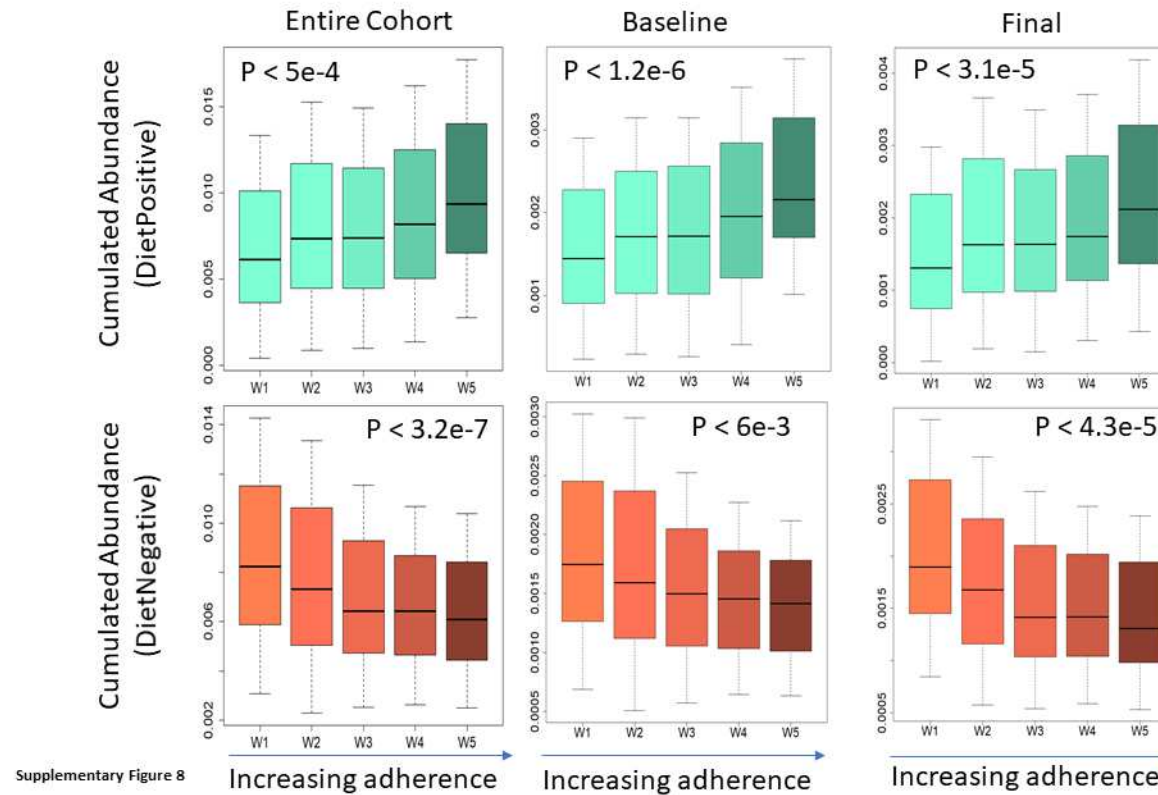 Entire Cohort
Baseline
Final
Cumulated Abundance
(DietPositive)
P < 5e-4
0.015
0.010
0.005
0.000
W1 W2 W3 W4 W5
P < 1.2e-6
0.003
0.002
0.001
W1 W2 W3 W4 W5
P < 3.1e-5
0.004
0.003
0.002
0.001
0.000
W1 W2 W3 W4 W5
Cumulated Abundance
(DietNegative)
P < 3.2e-7
0.014
0.010
0.006
0.002
W1 W2 W3 W4 W5
P < 6e-3
0.0030
0.0025
0.0020
0.0015
0.0010
0.0005
W1 W2 W3 W4 W5
P < 4.3e-5
0.0025
0.0015
0.0005
W1 W2 W3 W4 W5
Supplementary Figure 8
Increasing adherence
Increasing adherence
Increasing adherence